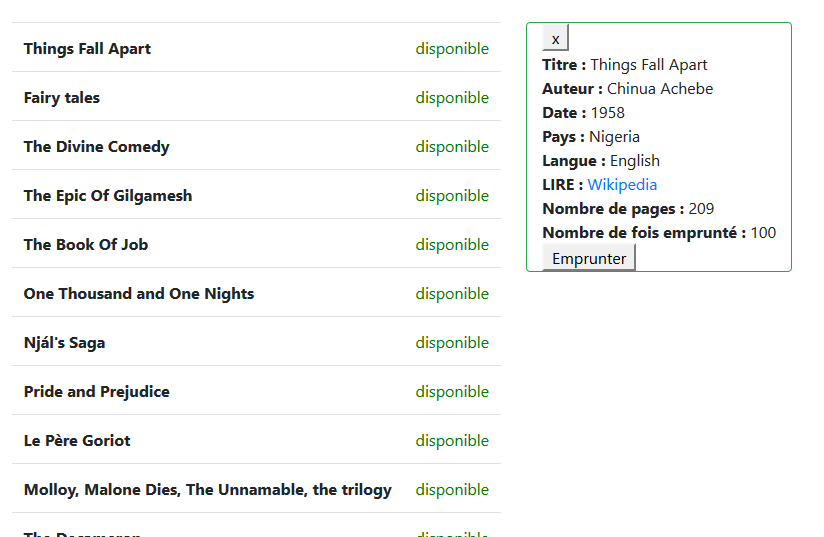 Things Fall Apart disponible
Fairy tales disponible
The Divine Comedy disponible
The Epic Of Gilgamesh disponible
The Book Of Job disponible
One Thousand and One Nights disponible
Njál's Saga disponible
Pride and Prejudice disponible
Le Père Goriot disponible
Molloy, Malone Dies, The Unnamable, the trilogy disponible
The Decameron disponible
x
Titre : Things Fall Apart
Auteur : Chinua Achebe
Date : 1958
Pays : Nigeria
Langue : English
LIRE : Wikipedia
Nombre de pages : 209
Nombre de fois emprunté : 100
Emprunter